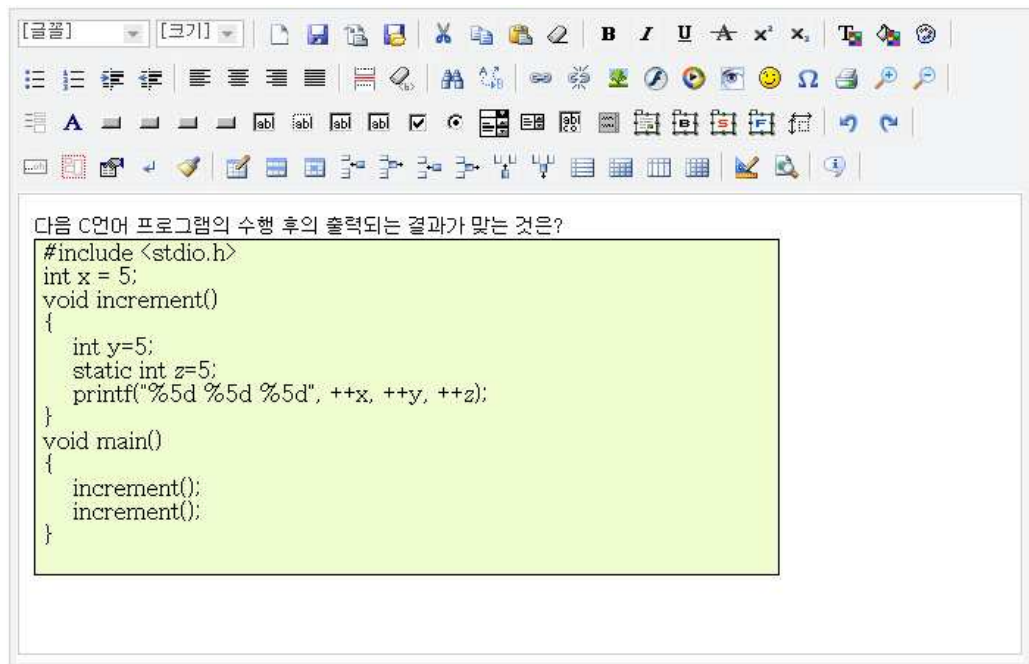 [글꼴] [크기]
다음 C언어 프로그램의 수행 후의 출력되는 결과가 맞는 것은?
#include <stdio.h>
int x = 5;
void increment()
{
int y=5;
static int z=5;
printf("%5d %5d %5d", ++x, ++y, ++z);
}
void main()
{
increment();
increment();
}